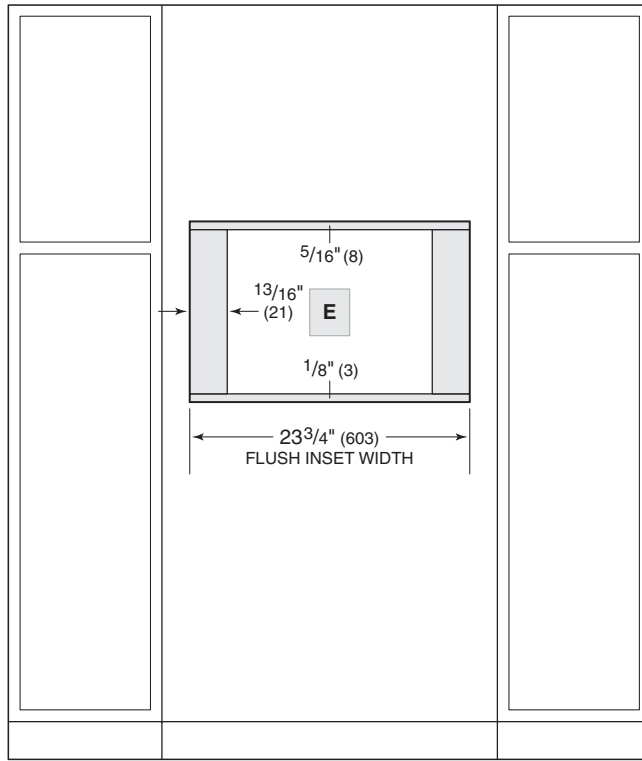 5/16" (8)
13/16"
(21)
E
1/8" (3)
23 3/4" (603)
FLUSH INSET WIDTH